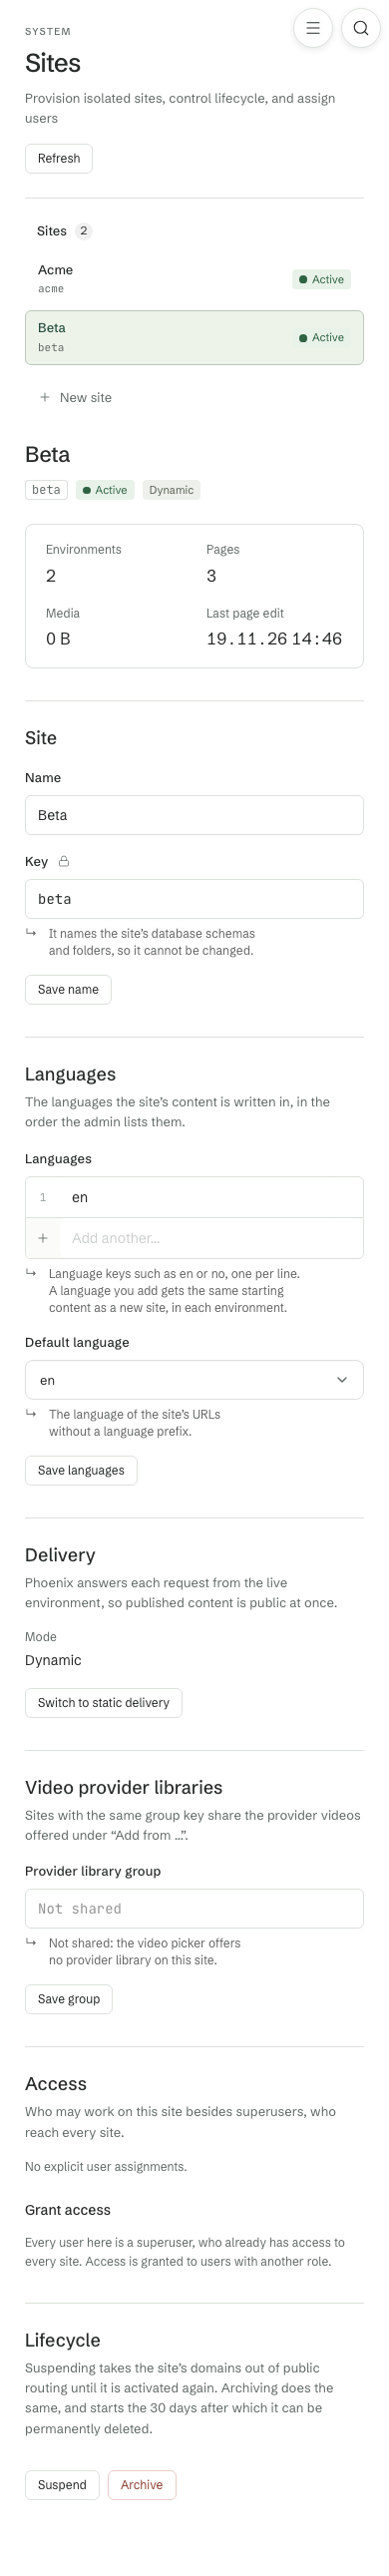 SYSTEM
Sites
Provision isolated sites, control lifecycle, and assign
users
Refresh
Sites 2
Acme
acme
Active
Beta
beta
Active
+ New site
Beta
beta Active Dynamic
Environments Pages
2 3
Media Last page edit
0 B 19.11.26 14:46
Site
Name
Beta
Key
beta
It names the site’s database schemas
and folders, so it cannot be changed.
Save name
Languages
The languages the site’s content is written in, in the
order the admin lists them.
Languages
1 en
+ Add another…
Language keys such as en or no, one per line.
A language you add gets the same starting
content as a new site, in each environment.
Default language
en
The language of the site’s URLs
without a language prefix.
Save languages
Delivery
Phoenix answers each request from the live
environment, so published content is public at once.
Mode
Dynamic
Switch to static delivery
Video provider libraries
Sites with the same group key share the provider videos
offered under “Add from …”.
Provider library group
Not shared
Not shared: the video picker offers
no provider library on this site.
Save group
Access
Who may work on this site besides superusers, who
reach every site.
No explicit user assignments.
Grant access
Every user here is a superuser, who already has access to
every site. Access is granted to users with another role.
Lifecycle
Suspending takes the site’s domains out of public
routing until it is activated again. Archiving does the
same, and starts the 30 days after which it can be
permanently deleted.
Suspend Archive